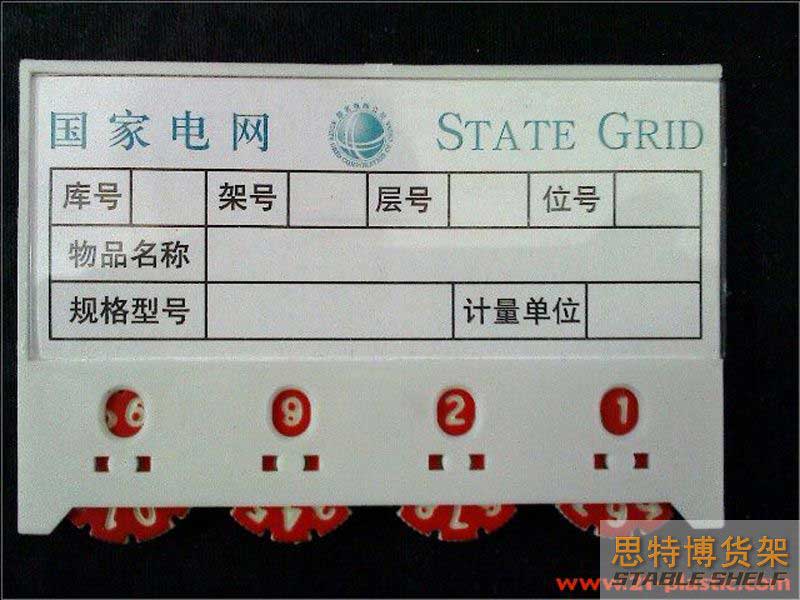 国家电网 STATE GRID
库号 架号 层号 位号
物品名称
规格型号 计量单位
6 9 2 1
思特博货架
STABLE SHELF